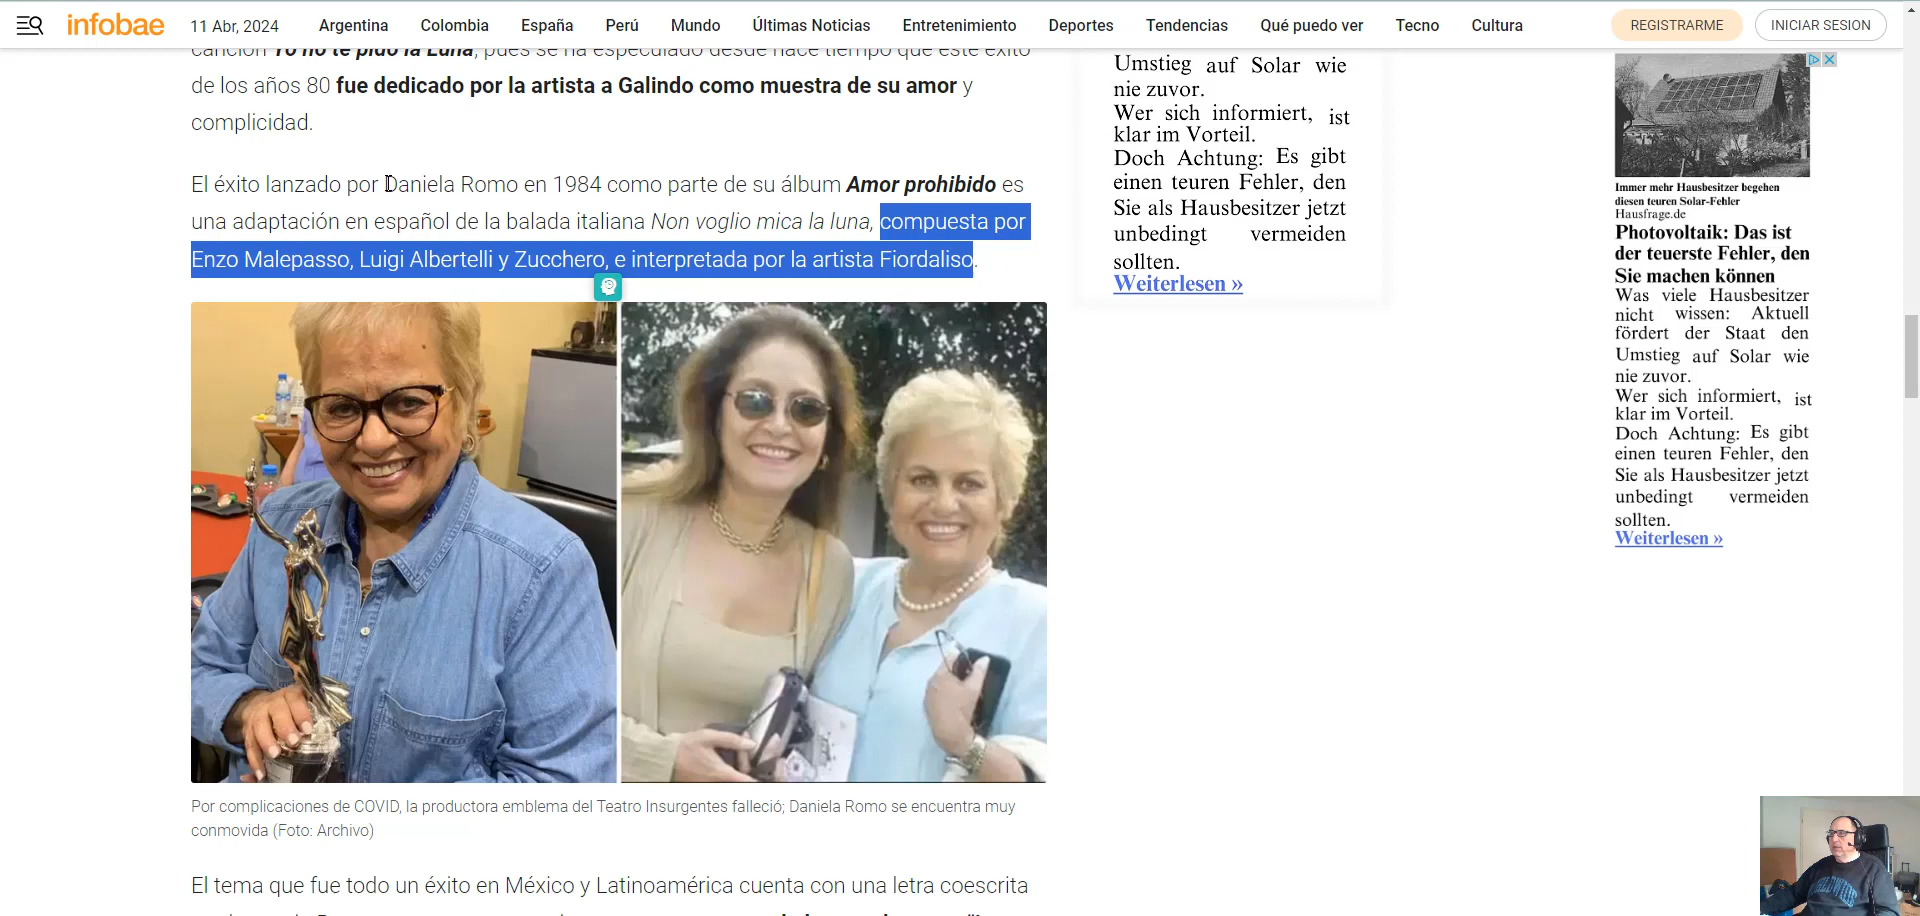 infobae
11 Abr, 2024
Argentina Colombia España Perú Mundo Últimas Noticias Entretenimiento Deportes Tendencias Qué puedo ver Tecno Cultura
REGISTRARME
INICIAR SESION
canción Yo no te pido la Luna, pues se ha especulado desde hace tiempo que este éxito
de los años 80 fue dedicado por la artista a Galindo como muestra de su amor y
complicidad.
El éxito lanzado por Daniela Romo en 1984 como parte de su álbum Amor prohibido es
una adaptación en español de la balada italiana Non voglio mica la luna, compuesta por
Enzo Malepasso, Luigi Albertelli y Zucchero, e interpretada por la artista Fiordaliso.
Por complicaciones de COVID, la productora emblema del Teatro Insurgentes falleció; Daniela Romo se encuentra muy
conmovida (Foto: Archivo)
El tema que fue todo un éxito en México y Latinoamérica cuenta con una letra coescrita
Umstieg auf Solar wie
nie zuvor.
Wer sich informiert, ist
klar im Vorteil.
Doch Achtung: Es gibt
einen teuren Fehler, den
Sie als Hausbesitzer jetzt
unbedingt vermeiden
sollten.
Weiterlesen »
Immer mehr Hausbesitzer begehen
diesen teuren Solar-Fehler
Hausfrage.de
Photovoltaik: Das ist
der teuerste Fehler, den
Sie machen können
Was viele Hausbesitzer
nicht wissen: Aktuell
fördert der Staat den
Umstieg auf Solar wie
nie zuvor.
Wer sich informiert, ist
klar im Vorteil.
Doch Achtung: Es gibt
einen teuren Fehler, den
Sie als Hausbesitzer jetzt
unbedingt vermeiden
sollten.
Weiterlesen »